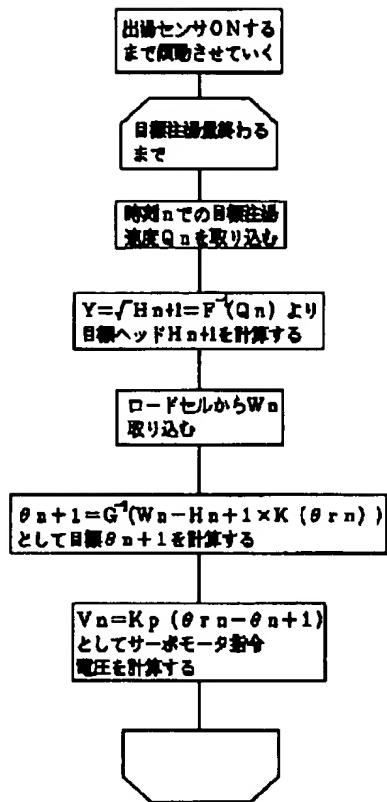 出湯センサONする
まで傾動させていく
目標注湯量終わる
まで
時刻nでの目標注湯
速度Qnを取り込む
Y=√Hn+1=F⁻¹(Qn)より
目標ヘッドHn+1を計算する
ロードセルからWn
取り込む
θn+1=G⁻¹(Wn-Hn+1×K(θrn))
として目標θn+1を計算する
Vn=Kp(θrn-θn+1)
としてサーボモータ指令
電圧を計算する